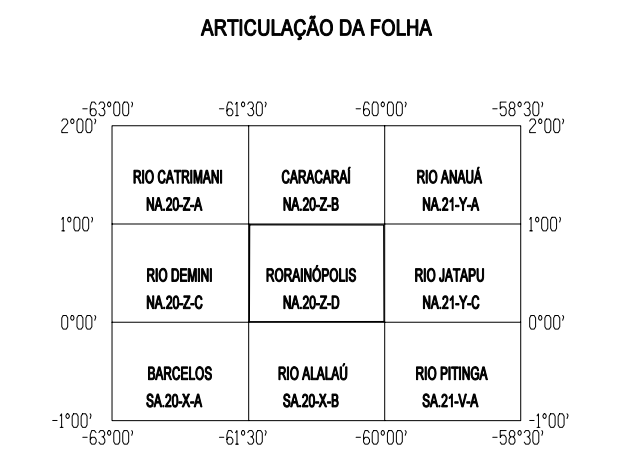 ARTICULAÇÃO DA FOLHA
-63°00' -61°30' -60°00' -58°30'
2°00' 2°00'
RIO CATRIMANI CARACARAÍ RIO ANAUÁ
NA.20-Z-A NA.20-Z-B NA.21-Y-A
1°00' 1°00'
RIO DEMINI RORAINÓPOLIS RIO JATAPU
NA.20-Z-C NA.20-Z-D NA.21-Y-C
0°00' 0°00'
BARCELOS RIO ALALAÚ RIO PITINGA
SA.20-X-A SA.20-X-B SA.21-V-A
-1°00' -1°00'
-63°00' -61°30' -60°00' -58°30'